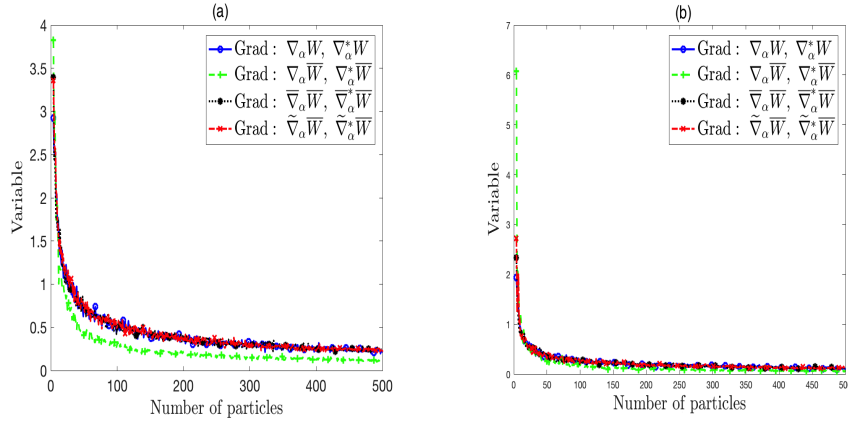 (a)
4
3.5
3
2.5
2
1.5
1
0.5
0
0 100 200 300 400 500
Variable
Number of particles
Grad : ∇αW, ∇*αW
Grad : ∇αW̅, ∇*αW̅
Grad : ∇̅αW̅, ∇̅*αW̅
Grad : ∇̃αW̅, ∇̃*αW̅
(b)
7
6
5
4
3
2
1
0
0 50 100 150 200 250 300 350 400 450 500
Variable
Number of particles
Grad : ∇αW, ∇*αW
Grad : ∇αW̅, ∇*αW̅
Grad : ∇̅αW̅, ∇̅*αW̅
Grad : ∇̃αW̅, ∇̃*αW̅